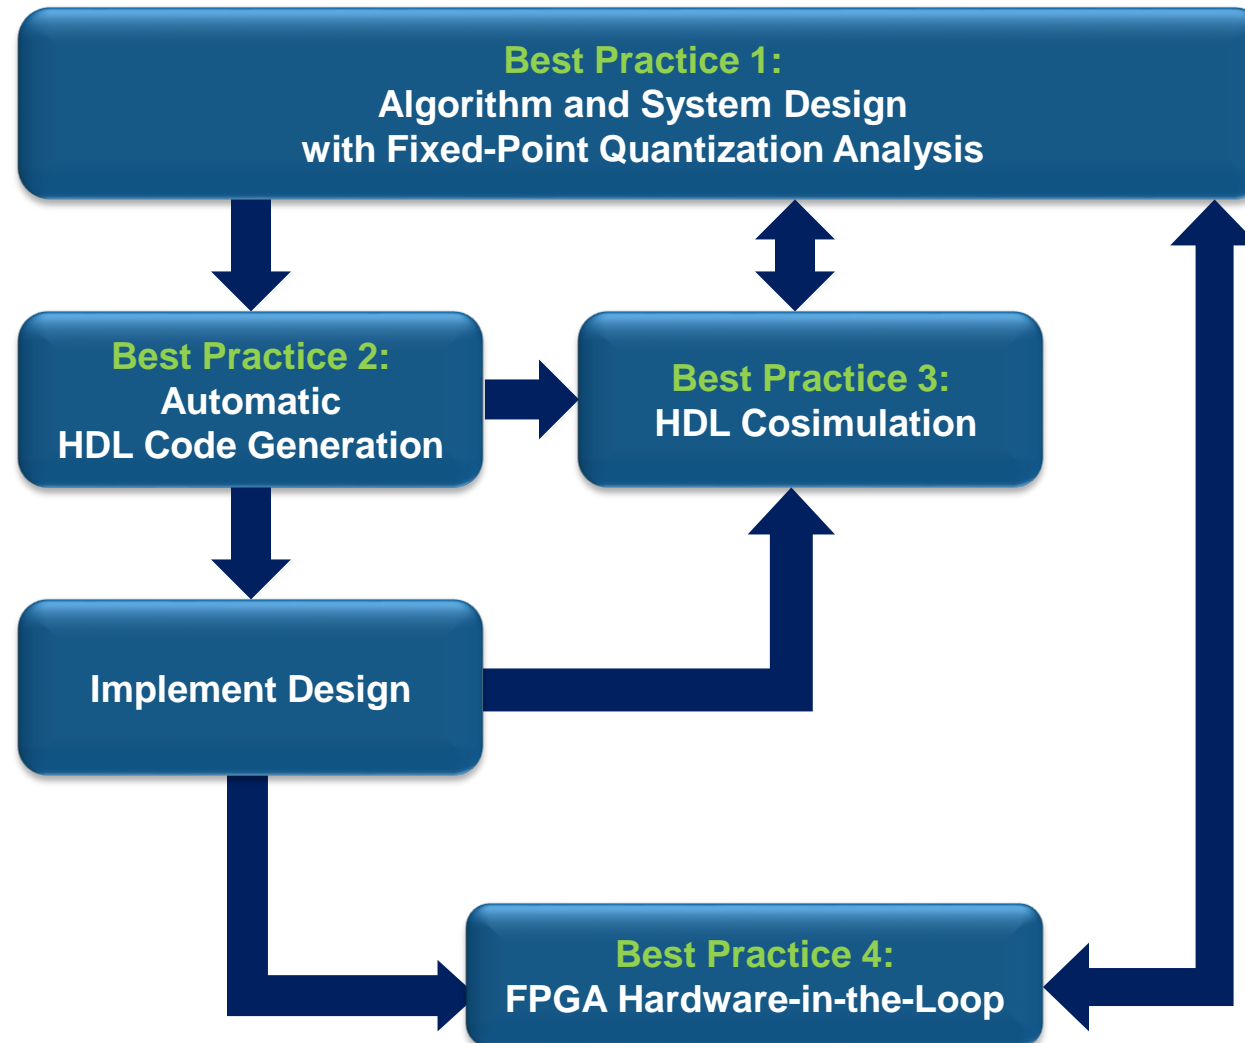 Best Practice 1:
Algorithm and System Design
with Fixed-Point Quantization Analysis
Best Practice 2:
Automatic
HDL Code Generation
Best Practice 3:
HDL Cosimulation
Implement Design
Best Practice 4:
FPGA Hardware-in-the-Loop